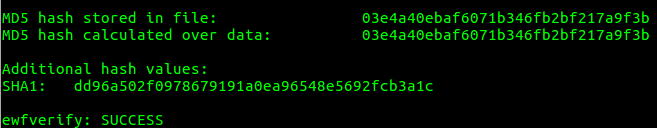 MD5 hash stored in file: 03e4a40ebaf6071b346fb2bf217a9f3b
MD5 hash calculated over data: 03e4a40ebaf6071b346fb2bf217a9f3b
Additional hash values:
SHA1: dd96a502f0978679191a0ea96548e5692fcb3a1c
ewfverify: SUCCESS